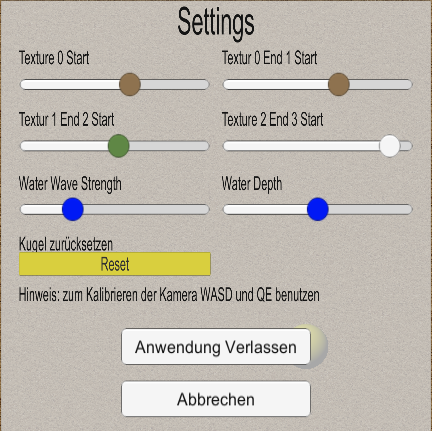 Settings
Texture 0 Start
Textur 0 End 1 Start
Textur 1 End 2 Start
Texture 2 End 3 Start
Water Wave Strength
Water Depth
Kugel zurücksetzen
Reset
Hinweis: zum Kalibrieren der Kamera WASD und QE benutzen
Anwendung Verlassen
Abbrechen